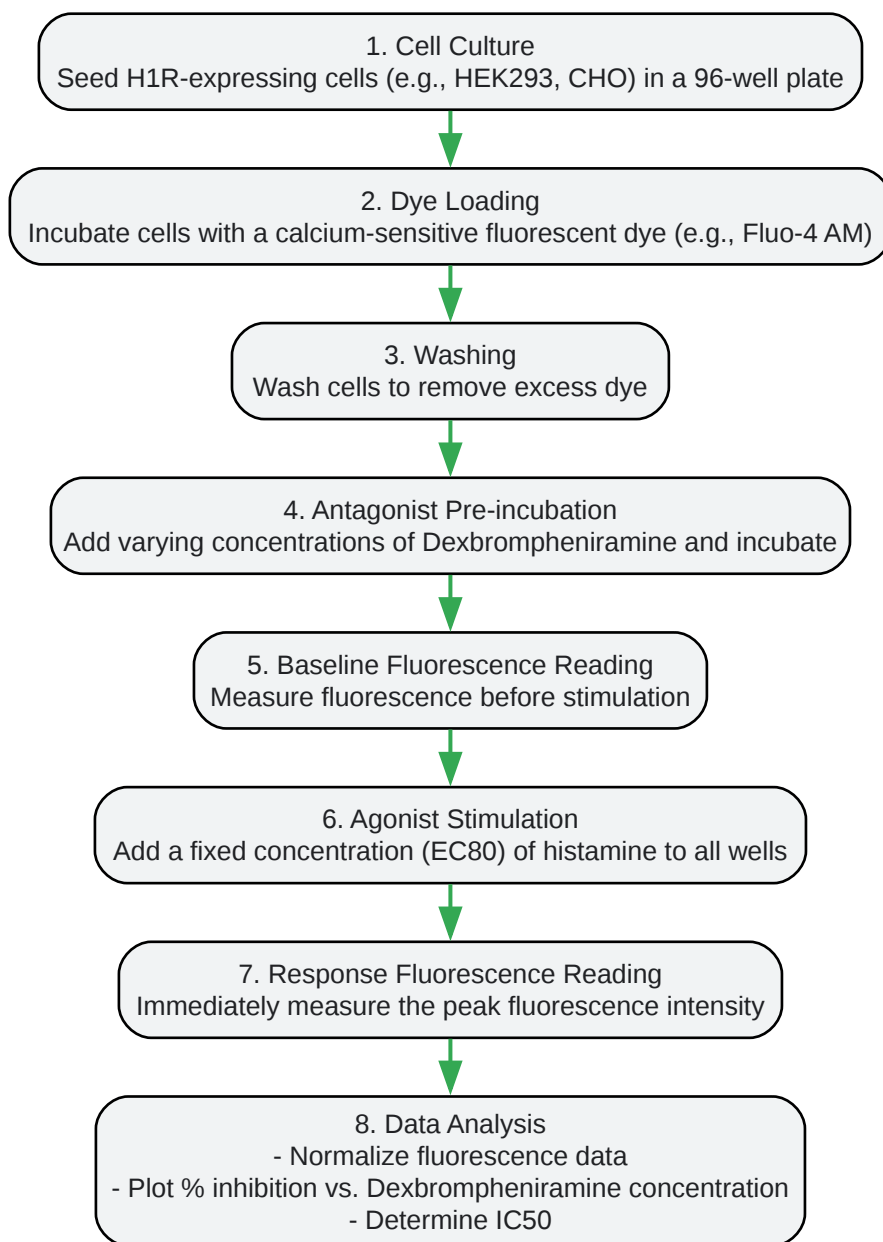 1. Cell Culture
Seed H1R-expressing cells (e.g., HEK293, CHO) in a 96-well plate
2. Dye Loading
Incubate cells with a calcium-sensitive fluorescent dye (e.g., Fluo-4 AM)
3. Washing
Wash cells to remove excess dye
4. Antagonist Pre-incubation
Add varying concentrations of Dexbrompheniramine and incubate
5. Baseline Fluorescence Reading
Measure fluorescence before stimulation
6. Agonist Stimulation
Add a fixed concentration (EC80) of histamine to all wells
7. Response Fluorescence Reading
Immediately measure the peak fluorescence intensity
8. Data Analysis
- Normalize fluorescence data
- Plot % inhibition vs. Dexbrompheniramine concentration
- Determine IC50